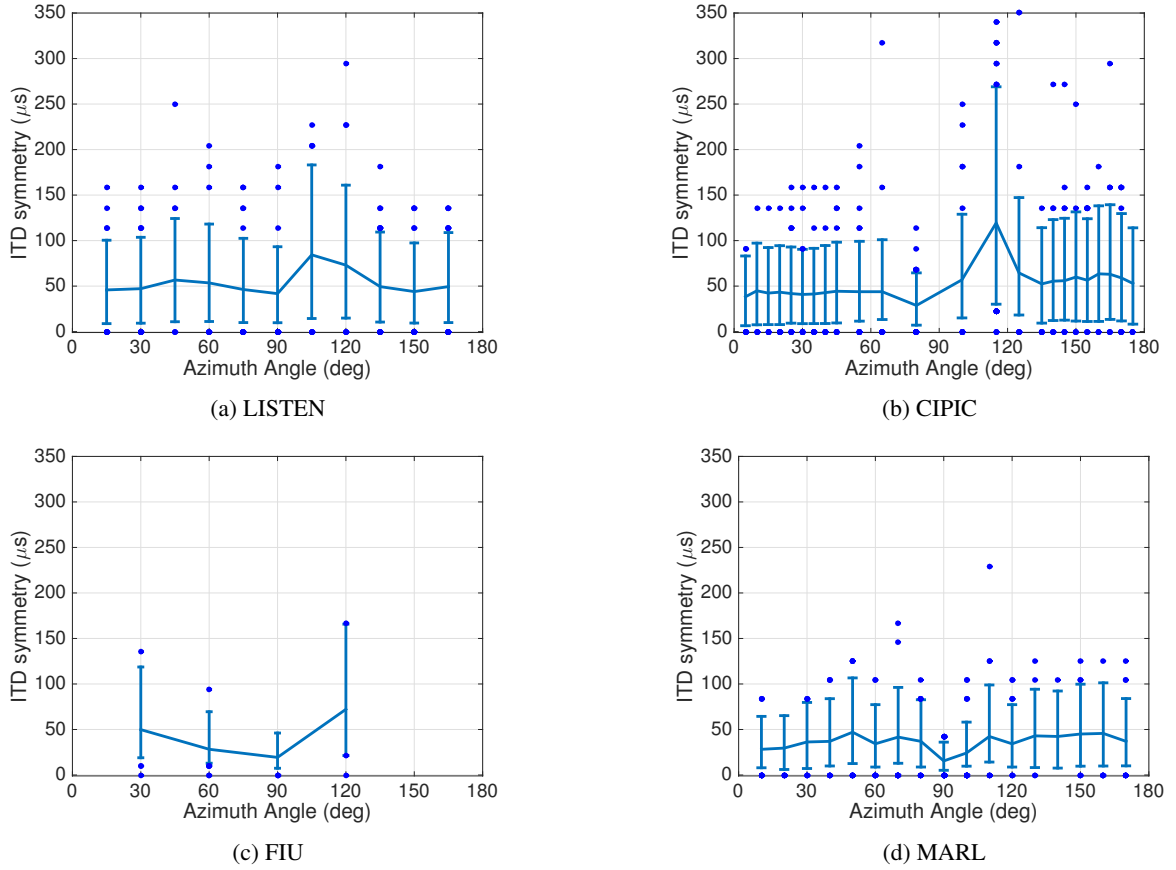 350
300
250
200
150
100
50
0
ITD symmetry (μs)
0 30 60 90 120 150 180
Azimuth Angle (deg)
(a) LISTEN
350
300
250
200
150
100
50
0
ITD symmetry (μs)
0 30 60 90 120 150 180
Azimuth Angle (deg)
(b) CIPIC
350
300
250
200
150
100
50
0
ITD symmetry (μs)
0 30 60 90 120 150 180
Azimuth Angle (deg)
(c) FIU
350
300
250
200
150
100
50
0
ITD symmetry (μs)
0 30 60 90 120 150 180
Azimuth Angle (deg)
(d) MARL